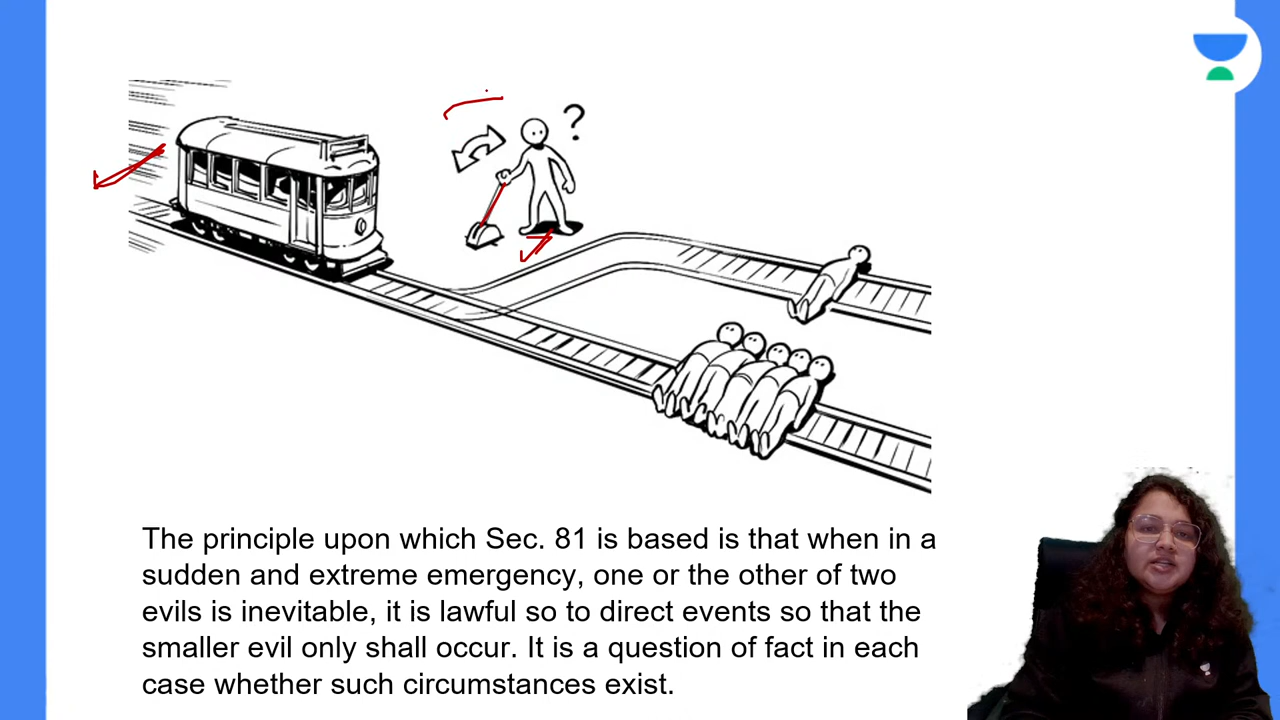 ?
The principle upon which Sec. 81 is based is that when in a
sudden and extreme emergency, one or the other of two
evils is inevitable, it is lawful so to direct events so that the
smaller evil only shall occur. It is a question of fact in each
case whether such circumstances exist.